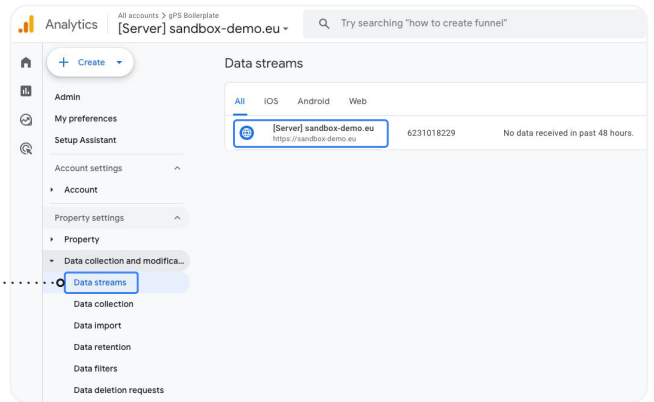 Analytics
All accounts > gPS Boilerplate
[Server] sandbox-demo.eu
Try searching "how to create funnel"
+ Create
Admin
My preferences
Setup Assistant
Account settings
Account
Property settings
Property
Data collection and modifica...
Data streams
Data collection
Data import
Data retention
Data filters
Data deletion requests
Data streams
All iOS Android Web
[Server] sandbox-demo.eu 6231018229 No data received in past 48 hours.
https://sandbox-demo.eu